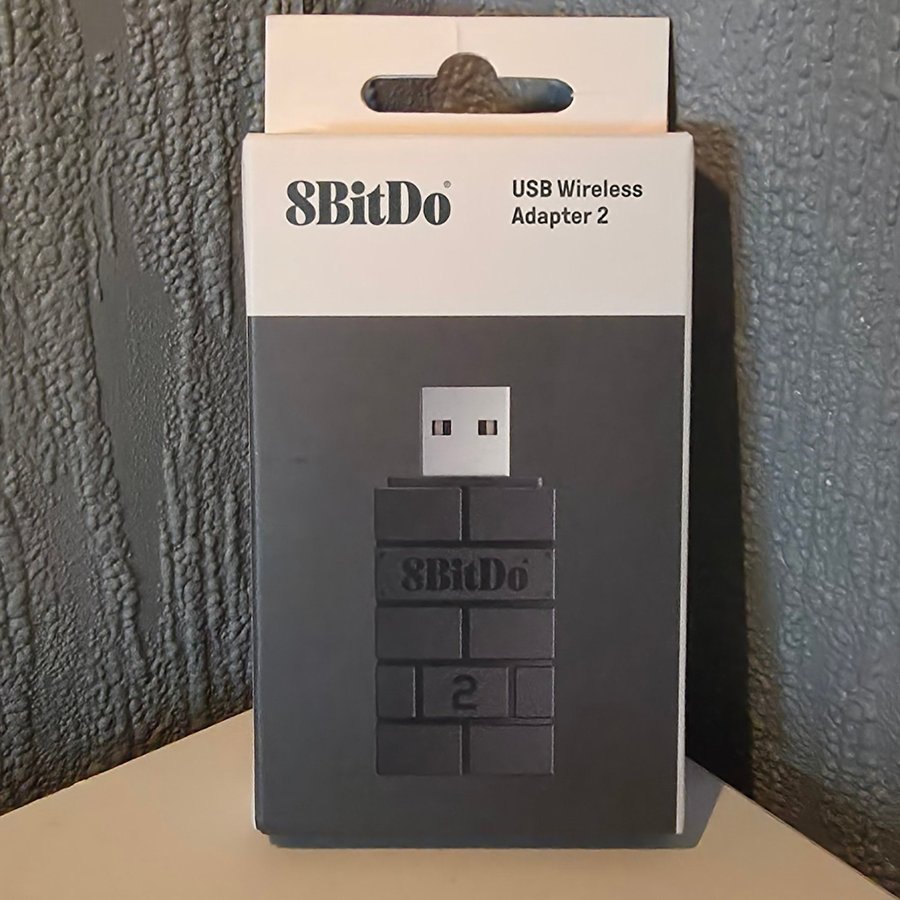 8BitDo®
USB Wireless
Adapter 2
8BitDo
2